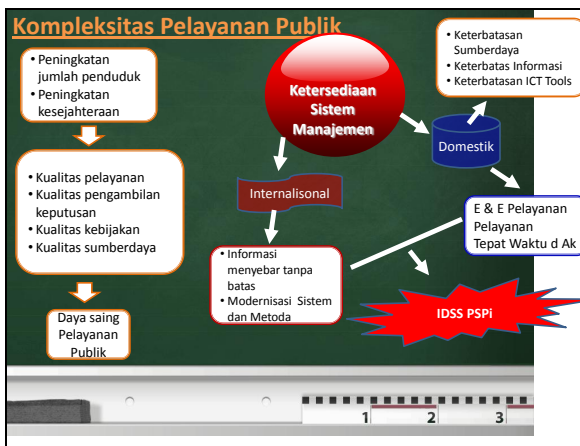 Kompleksitas Pelayanan Publik
• Peningkatan
jumlah penduduk
• Peningkatan
kesejahteraan
• Kualitas pelayanan
• Kualitas pengambilan
keputusan
• Kualitas kebijakan
• Kualitas sumberdaya
Daya saing
Pelayanan
Publik
Ketersediaan
Sistem
Manajemen
Internalisonal
• Informasi
menyebar tanpa
batas
• Modernisasi Sistem
dan Metoda
Domestik
• Keterbatasan
Sumberdaya
• Keterbatas Informasi
• Keterbatasan ICT Tools
E & E Pelayanan
Pelayanan
Tepat Waktu d Ak
IDSS PSPi
1 2 3